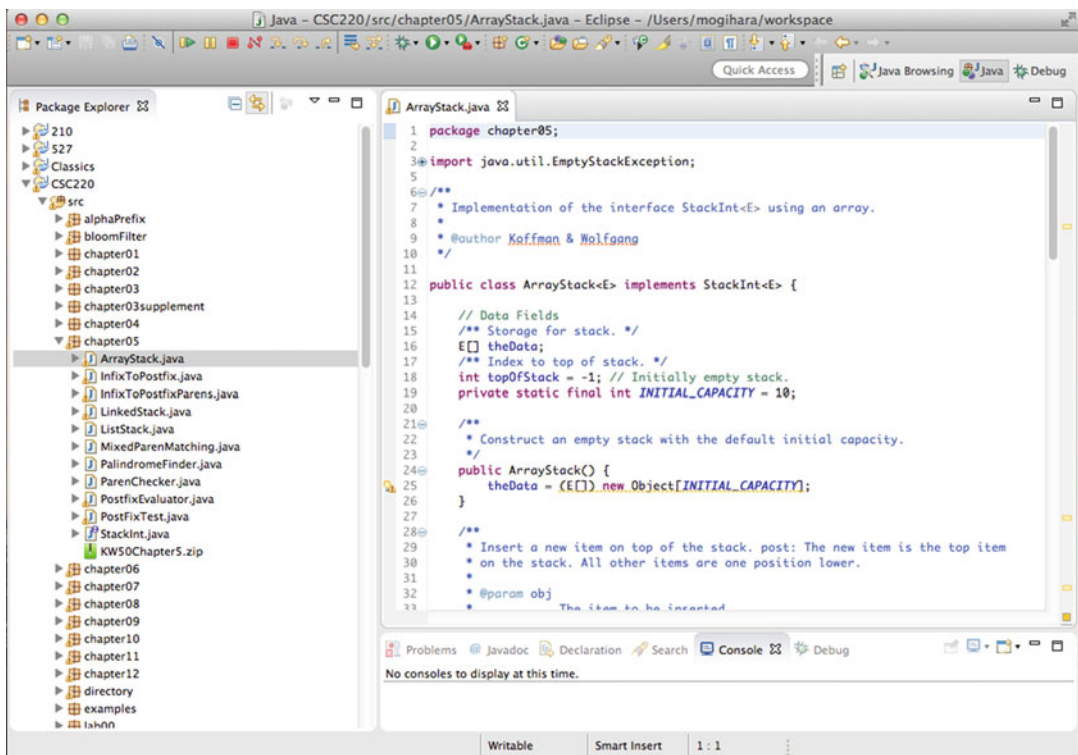 Java - CSC220/src/chapter05/ArrayStack.java - Eclipse - /Users/mogihara/workspace
Quick Access
Java Browsing
Java
Debug
Package Explorer
210
527
Classics
CSC220
src
alphaPrefix
bloomFilter
chapter01
chapter02
chapter03
chapter03supplement
chapter04
chapter05
ArrayStack.java
InfixToPostfix.java
InfixToPostfixParens.java
LinkedStack.java
ListStack.java
MixedParenMatching.java
PalindromeFinder.java
ParenChecker.java
PostfixEvaluator.java
PostFixTest.java
StackInt.java
KW50Chapter5.zip
chapter06
chapter07
chapter08
chapter09
chapter10
chapter11
chapter12
directory
examples
lab00
ArrayStack.java
1 package chapter05;
2
3 import java.util.EmptyStackException;
5
6 /**
7 * Implementation of the interface StackInt<E> using an array.
8 *
9 * @author Koffman & Wolfgang
10 */
11
12 public class ArrayStack<E> implements StackInt<E> {
13
14 // Data Fields
15 /** Storage for stack. */
16 E[] theData;
17 /** Index to top of stack. */
18 int topOfStack = -1; // Initially empty stack.
19 private static final int INITIAL_CAPACITY = 10;
20
21 /**
22 * Construct an empty stack with the default initial capacity.
23 */
24 public ArrayStack() {
25 theData = (E[]) new Object[INITIAL_CAPACITY];
26 }
27
28 /**
29 * Insert a new item on top of the stack. post: The new item is the top item
30 * on the stack. All other items are one position lower.
31 *
32 * @param obj
33 * The item to be inserted
Problems
Javadoc
Declaration
Search
Console
Debug
No consoles to display at this time.
Writable
Smart Insert
1 : 1